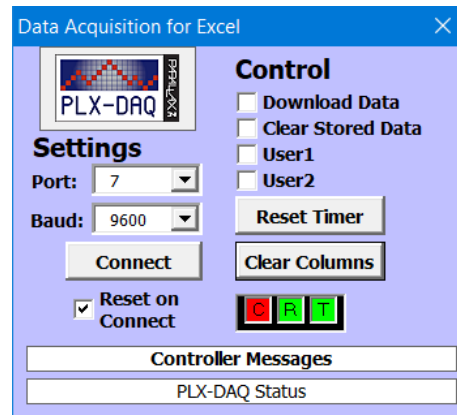 Data Acquisition for Excel
PLX-DAQ
PARALLAX
Settings
Port: 7
Baud: 9600
Connect
Reset on
Connect
Control
Download Data
Clear Stored Data
User1
User2
Reset Timer
Clear Columns
C R T
Controller Messages
PLX-DAQ Status